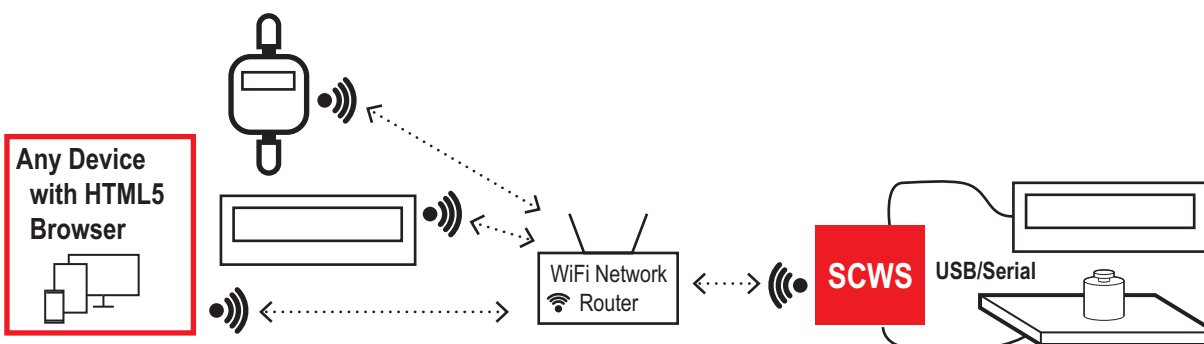 Any Device
with HTML5
Browser
WiFi Network
Router
SCWS
USB/Serial